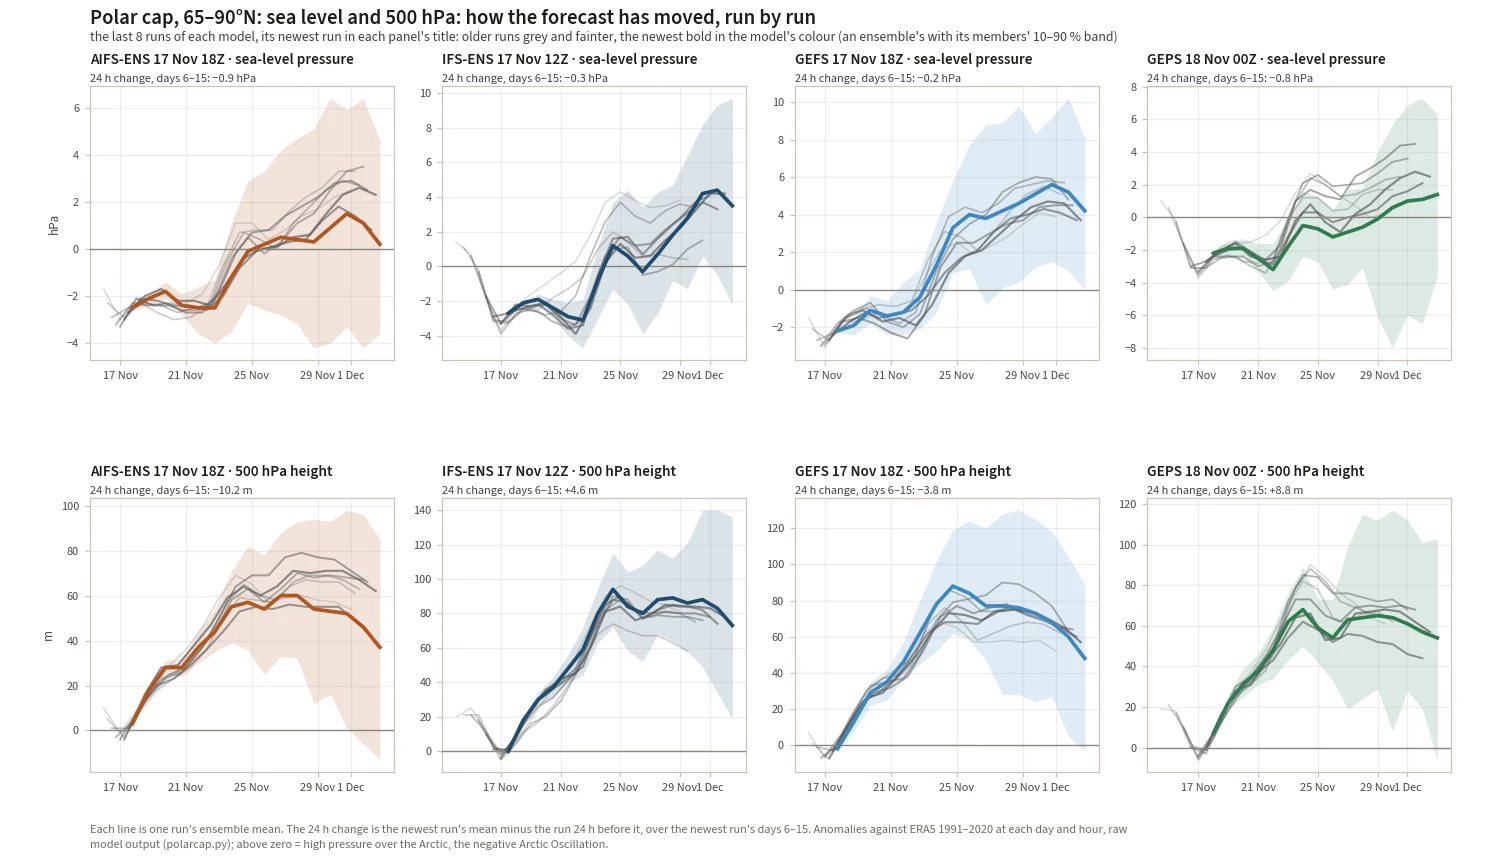 Polar cap, 65–90°N: sea level and 500 hPa: how the forecast has moved, run by run
the last 8 runs of each model, its newest run in each panel's title: older runs grey and fainter, the newest bold in the model's colour (an ensemble's with its members' 10–90 % band)
AIFS-ENS 17 Nov 18Z · sea-level pressure
24 h change, days 6–15: −0.9 hPa
hPa
6
4
2
0
−2
−4
17 Nov 21 Nov 25 Nov 29 Nov 1 Dec
IFS-ENS 17 Nov 12Z · sea-level pressure
24 h change, days 6–15: −0.3 hPa
10
8
6
4
2
0
−2
−4
17 Nov 21 Nov 25 Nov 29 Nov 1 Dec
GEFS 17 Nov 18Z · sea-level pressure
24 h change, days 6–15: −0.2 hPa
10
8
6
4
2
0
−2
17 Nov 21 Nov 25 Nov 29 Nov 1 Dec
GEPS 18 Nov 00Z · sea-level pressure
24 h change, days 6–15: −0.8 hPa
8
6
4
2
0
−2
−4
−6
−8
17 Nov 21 Nov 25 Nov 29 Nov 1 Dec
AIFS-ENS 17 Nov 18Z · 500 hPa height
24 h change, days 6–15: −10.2 m
m
100
80
60
40
20
0
17 Nov 21 Nov 25 Nov 29 Nov 1 Dec
IFS-ENS 17 Nov 12Z · 500 hPa height
24 h change, days 6–15: +4.6 m
140
120
100
80
60
40
20
0
17 Nov 21 Nov 25 Nov 29 Nov 1 Dec
GEFS 17 Nov 18Z · 500 hPa height
24 h change, days 6–15: −3.8 m
120
100
80
60
40
20
0
17 Nov 21 Nov 25 Nov 29 Nov 1 Dec
GEPS 18 Nov 00Z · 500 hPa height
24 h change, days 6–15: +8.8 m
120
100
80
60
40
20
0
17 Nov 21 Nov 25 Nov 29 Nov 1 Dec
Each line is one run's ensemble mean. The 24 h change is the newest run's mean minus the run 24 h before it, over the newest run's days 6–15. Anomalies against ERA5 1991–2020 at each day and hour, raw
model output (polarcap.py); above zero = high pressure over the Arctic, the negative Arctic Oscillation.